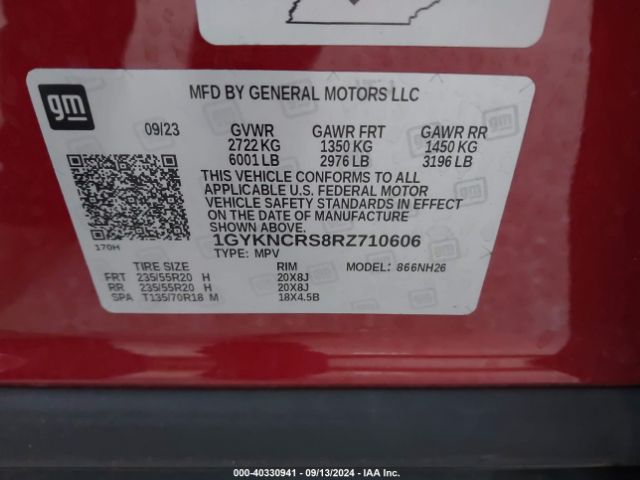 gm
MFD BY GENERAL MOTORS LLC
09/23 GVWR GAWR FRT GAWR RR
2722 KG 1350 KG 1450 KG
6001 LB 2976 LB 3196 LB
THIS VEHICLE CONFORMS TO ALL
APPLICABLE U.S. FEDERAL MOTOR
VEHICLE SAFETY STANDARDS IN EFFECT
ON THE DATE OF MANUFACTURE
SHOWN ABOVE.
170H 1GYKNCRS8RZ710606
TYPE: MPV
TIRE SIZE RIM MODEL: 866NH26
FRT 235/55R20 H 20X8J
RR 235/55R20 H 20X8J
SPA T135/70R18 M 18X4.5B
000-40330941 - 09/13/2024 - IAA Inc.